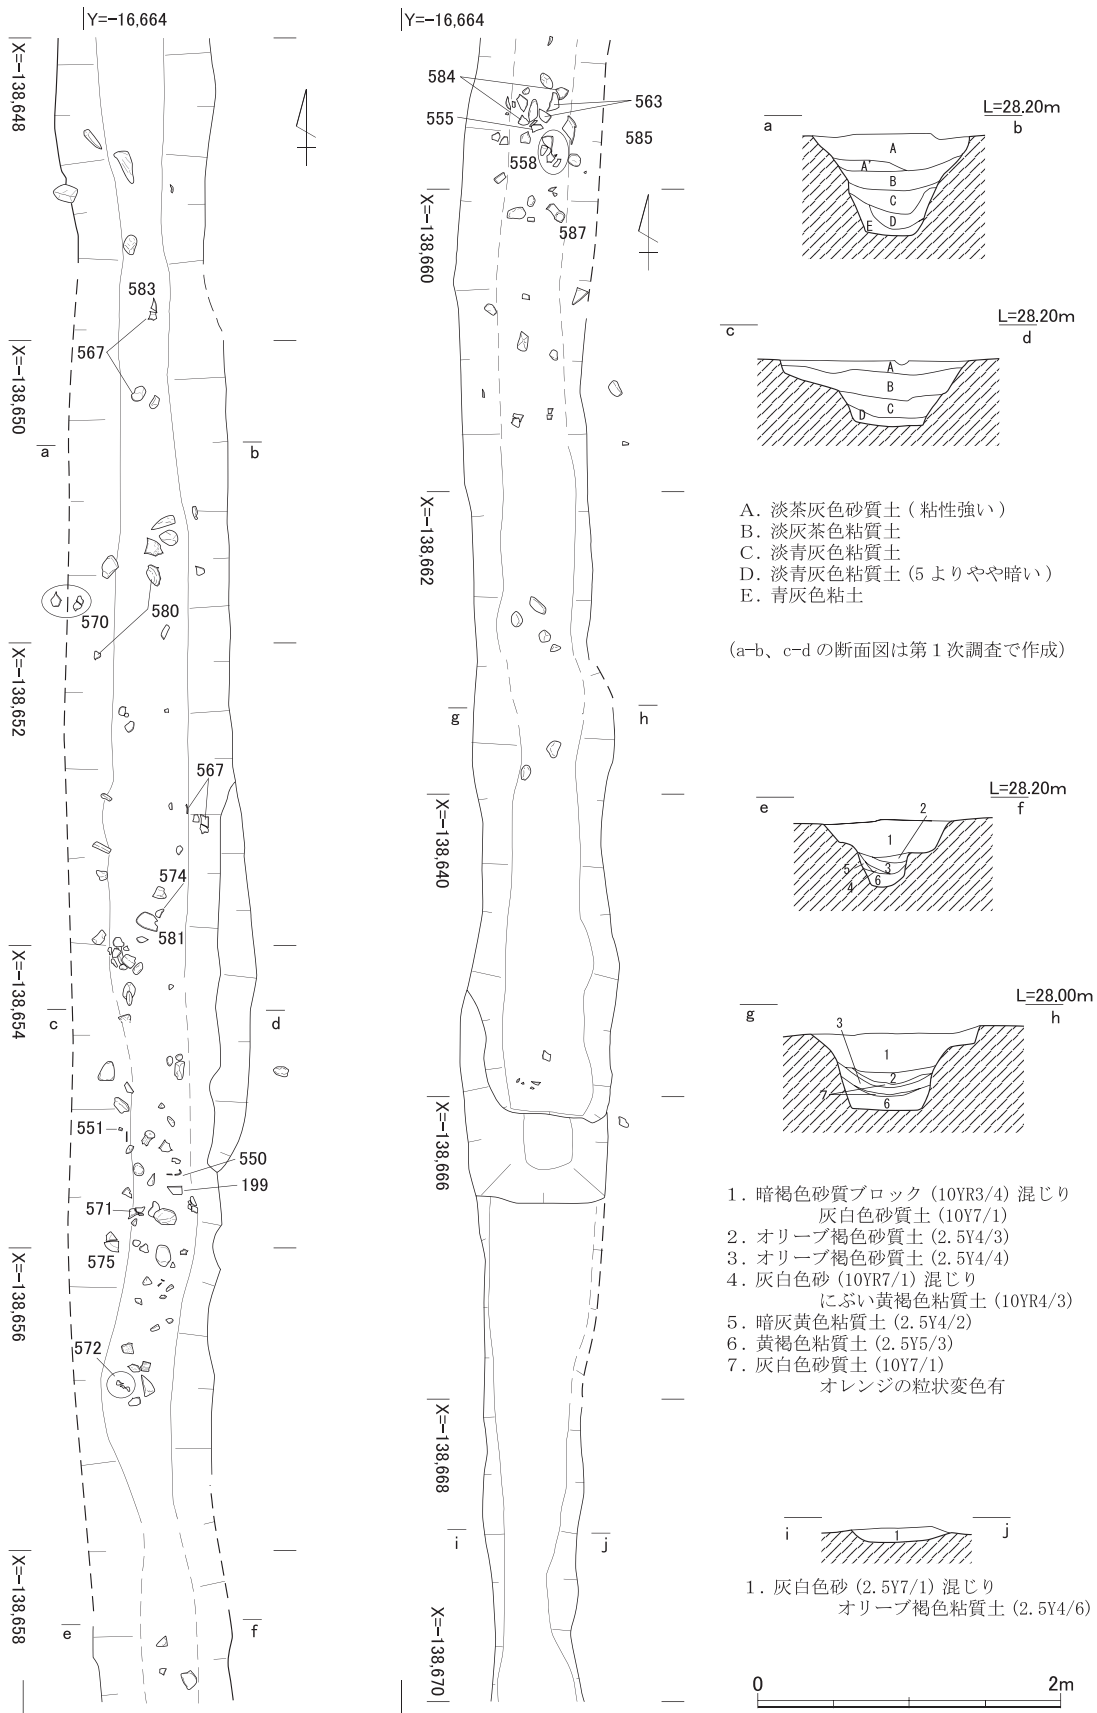 Y=-16,664
X=-138,648
583
567
X=-138,650
a
b
570
580
X=-138,652
567
574
581
X=-138,654
c
d
551
550
199
571
575
X=-138,656
572
X=-138,658
e
f
Y=-16,664
584
563
555
585
558
X=-138,660
587
X=-138,662
g
h
X=-138,640
X=-138,666
X=-138,668
i
j
X=-138,670
L=28.20m
a
b
A
A'
B
C
D
E
L=28.20m
c
d
A
B
C
D
A. 淡茶灰色砂質土 ( 粘性強い )
B. 淡灰茶色粘質土
C. 淡青灰色粘質土
D. 淡青灰色粘質土 (5 よりやや暗い )
E. 青灰色粘土
(a-b、c-d の断面図は第 1 次調査で作成)
L=28.20m
e
f
2
1
5
3
4
6
L=28.00m
g
h
3
1
2
7
6
1. 暗褐色砂質ブロック (10YR3/4) 混じり
灰白色砂質土 (10Y7/1)
2. オリーブ褐色砂質土 (2.5Y4/3)
3. オリーブ褐色砂質土 (2.5Y4/4)
4. 灰白色砂 (10YR7/1) 混じり
にぶい黄褐色粘質土 (10YR4/3)
5. 暗灰黄色粘質土 (2.5Y4/2)
6. 黄褐色粘質土 (2.5Y5/3)
7. 灰白色砂質土 (10Y7/1)
オレンジの粒状変色有
i
j
1
1. 灰白色砂 (2.5Y7/1) 混じり
オリーブ褐色粘質土 (2.5Y4/6)
0
2m